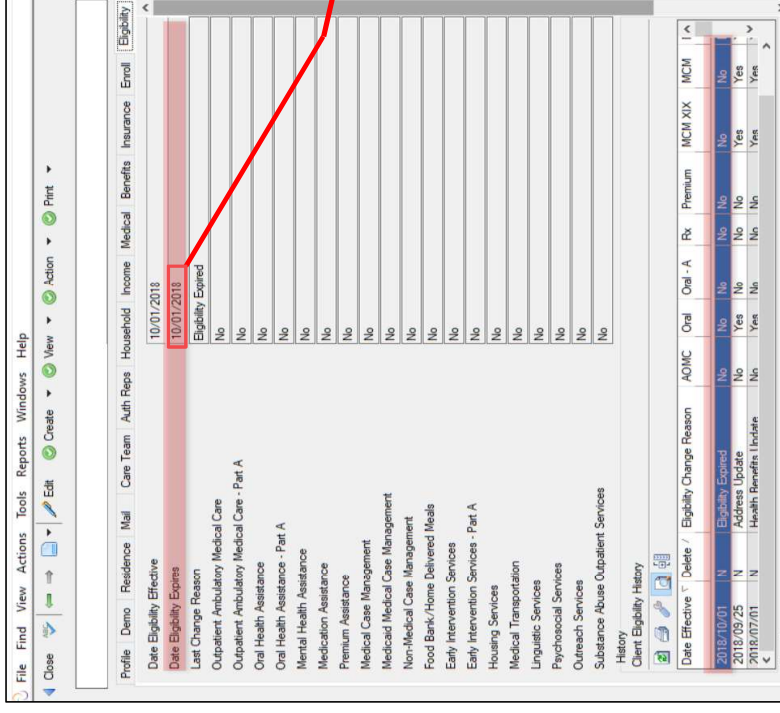 File Find View Actions Tools Reports Windows Help
Close ABC Edit Create View Action Print
Profile Demo Residence Mail Care Team Auth Reps Household Income Medical Benefits Insurance Enroll Eligibility
Date Eligibility Effective 10/01/2018
Date Eligibility Expires 10/01/2018
Last Change Reason Eligibility Expired
Outpatient Ambulatory Medical Care No
Outpatient Ambulatory Medical Care - Part A No
Oral Health Assistance No
Oral Health Assistance - Part A No
Mental Health Assistance No
Medication Assistance No
Premium Assistance No
Medical Case Management No
Medicaid Medical Case Management No
Non-Medical Case Management No
Food Bank/Home Delivered Meals No
Early Intervention Services No
Early Intervention Services - Part A No
Housing Services No
Medical Transportation No
Linguistic Services No
Psychosocial Services No
Outreach Services No
Substance Abuse Outpatient Services No
History
Client Eligibility History
Date Effective Delete / Eligibility Change Reason AOMC Oral Oral - A Rx Premium MCM XIX MCM
2018/10/01 N Eligibility Expired No No No No No No No
2018/09/25 N Address Update No Yes No No No Yes Yes
2018/07/01 N Health Benefits Update No Yes No No No Yes Yes